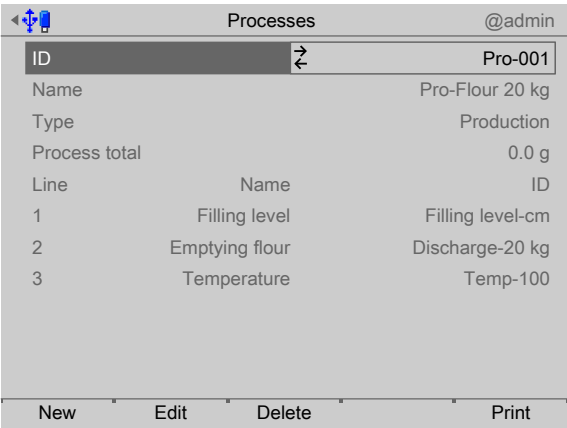 Processes @admin
ID Pro-001
Name Pro-Flour 20 kg
Type Production
Process total 0.0 g
Line Name ID
1 Filling level Filling level-cm
2 Emptying flour Discharge-20 kg
3 Temperature Temp-100
New Edit Delete Print